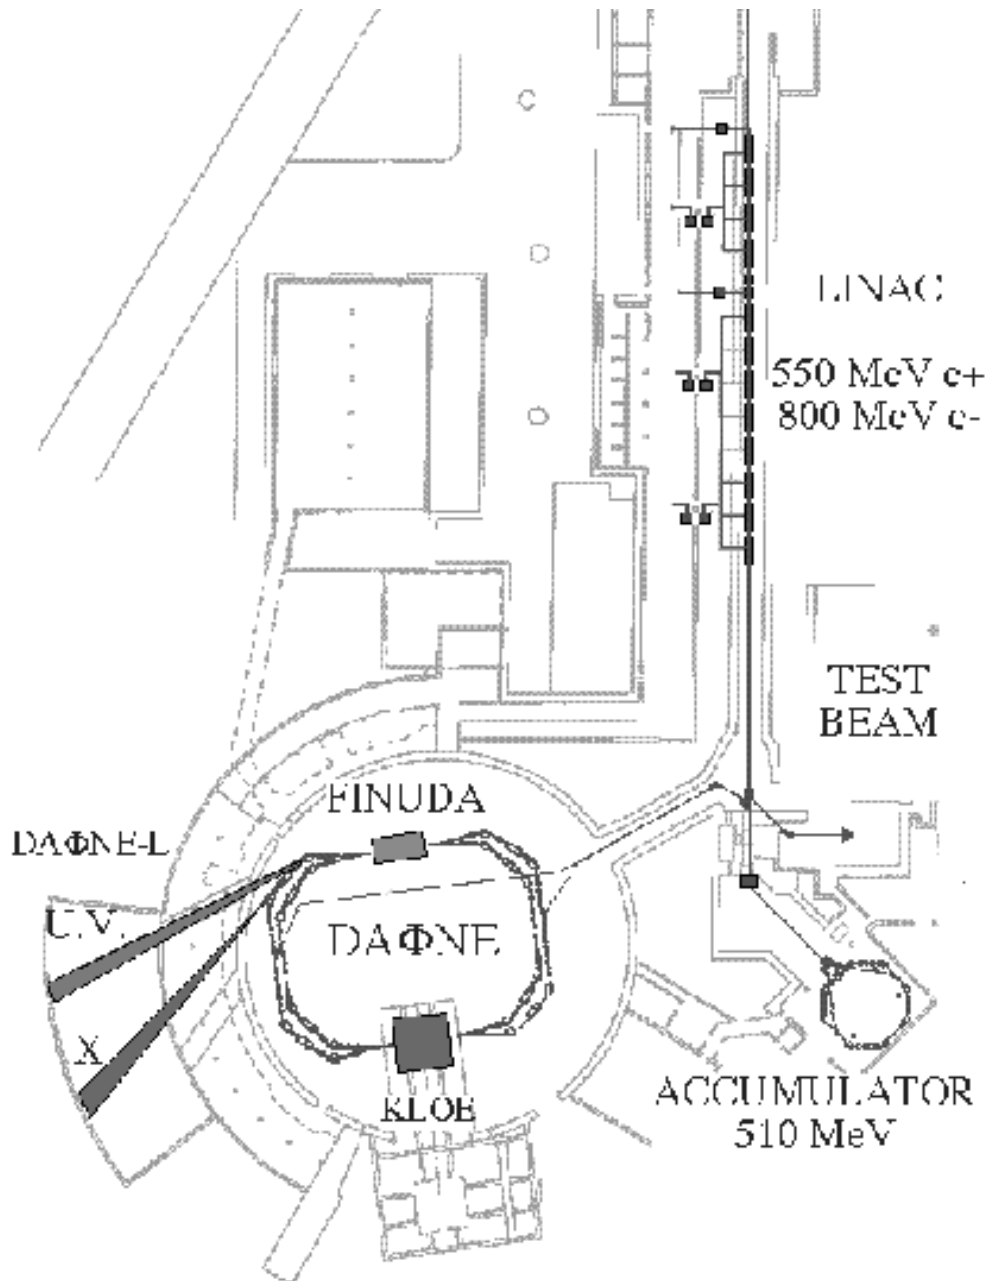 LINAC
550 MeV e+
800 MeV e-
TEST
BEAM
FINUDA
DAΦNE-L
U.V.
DAΦNE
X
KLOE
ACCUMULATOR
510 MeV